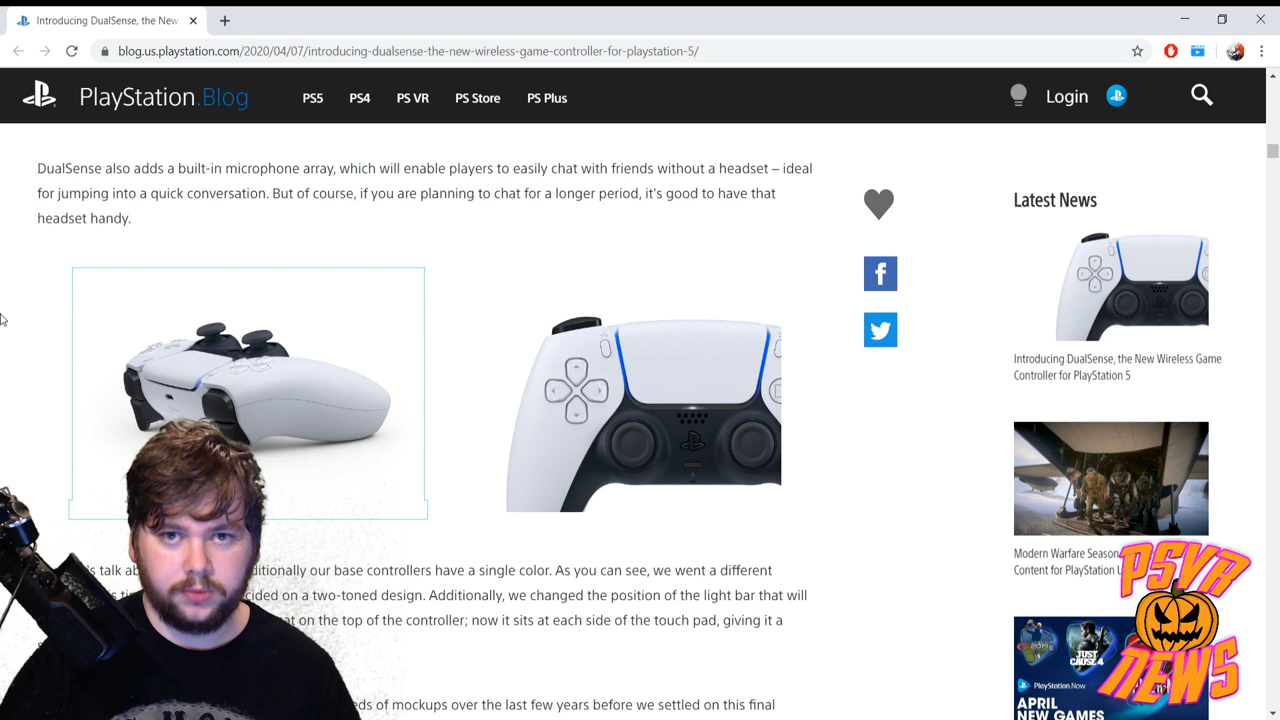 Introducing DualSense, the New
blog.us.playstation.com/2020/04/07/introducing-dualsense-the-new-wireless-game-controller-for-playstation-5/
PlayStation.Blog
PS5
PS4
PS VR
PS Store
PS Plus
Login
DualSense also adds a built-in microphone array, which will enable players to easily chat with friends without a headset – ideal
for jumping into a quick conversation. But of course, if you are planning to chat for a longer period, it's good to have that
headset handy.
s talk ab
ditionally our base controllers have a single color. As you can see, we went a different
cided on a two-toned design. Additionally, we changed the position of the light bar that will
at on the top of the controller; now it sits at each side of the touch pad, giving it a
eds of mockups over the last few years before we settled on this final
Latest News
Introducing DualSense, the New Wireless Game
Controller for PlayStation 5
Modern Warfare Season
Content for PlayStation U
JUST
CAUSE 4
PlayStation.Now
APRIL
NEW GAMES
PSVR
NEWS